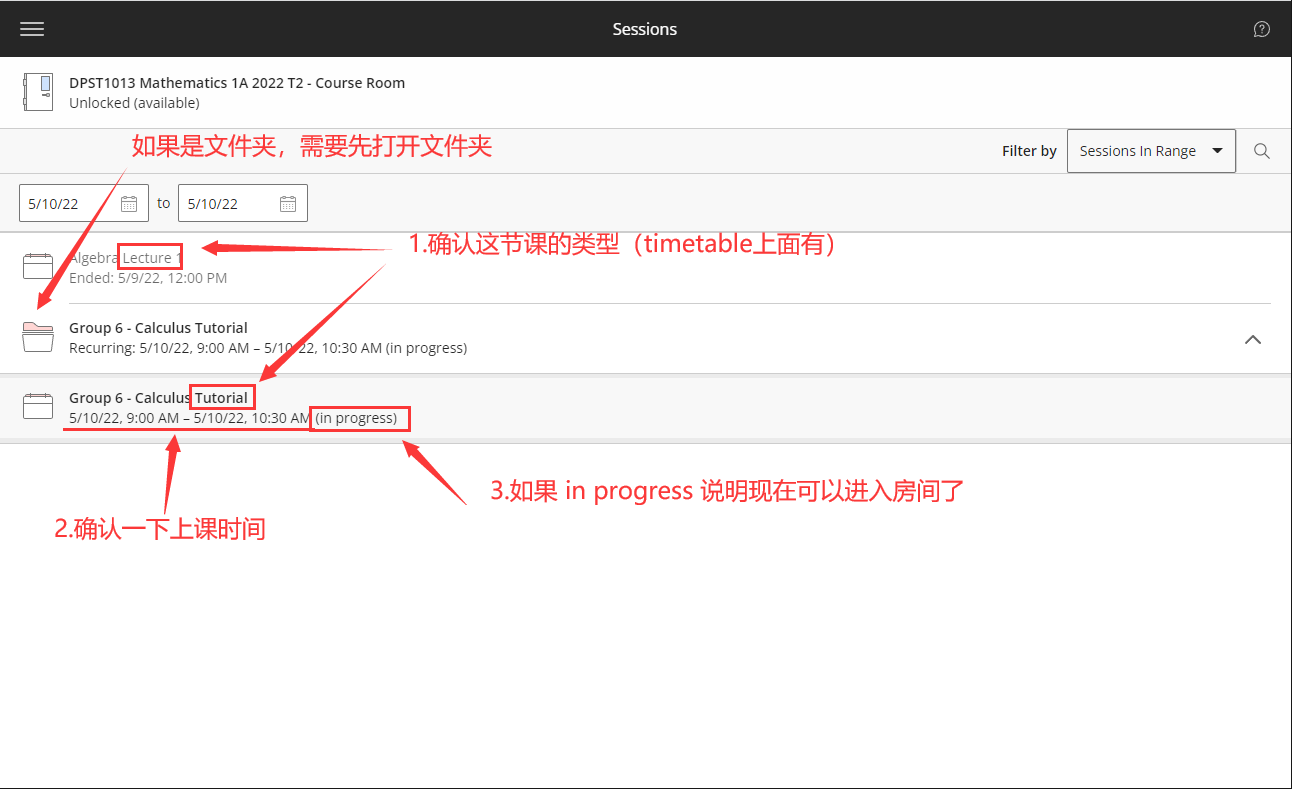 Sessions
DPST1013 Mathematics 1A 2022 T2 - Course Room
Unlocked (available)
如果是文件夹，需要先打开文件夹
Filter by
Sessions In Range
5/10/22
to
5/10/22
1.确认这节课的类型（timetable上面有）
Algebra Lecture 1
Ended: 5/9/22, 12:00 PM
Group 6 - Calculus Tutorial
Recurring: 5/10/22, 9:00 AM – 5/10/22, 10:30 AM (in progress)
Group 6 - Calculus Tutorial
5/10/22, 9:00 AM – 5/10/22, 10:30 AM (in progress)
3.如果 in progress 说明现在可以进入房间了
2.确认一下上课时间